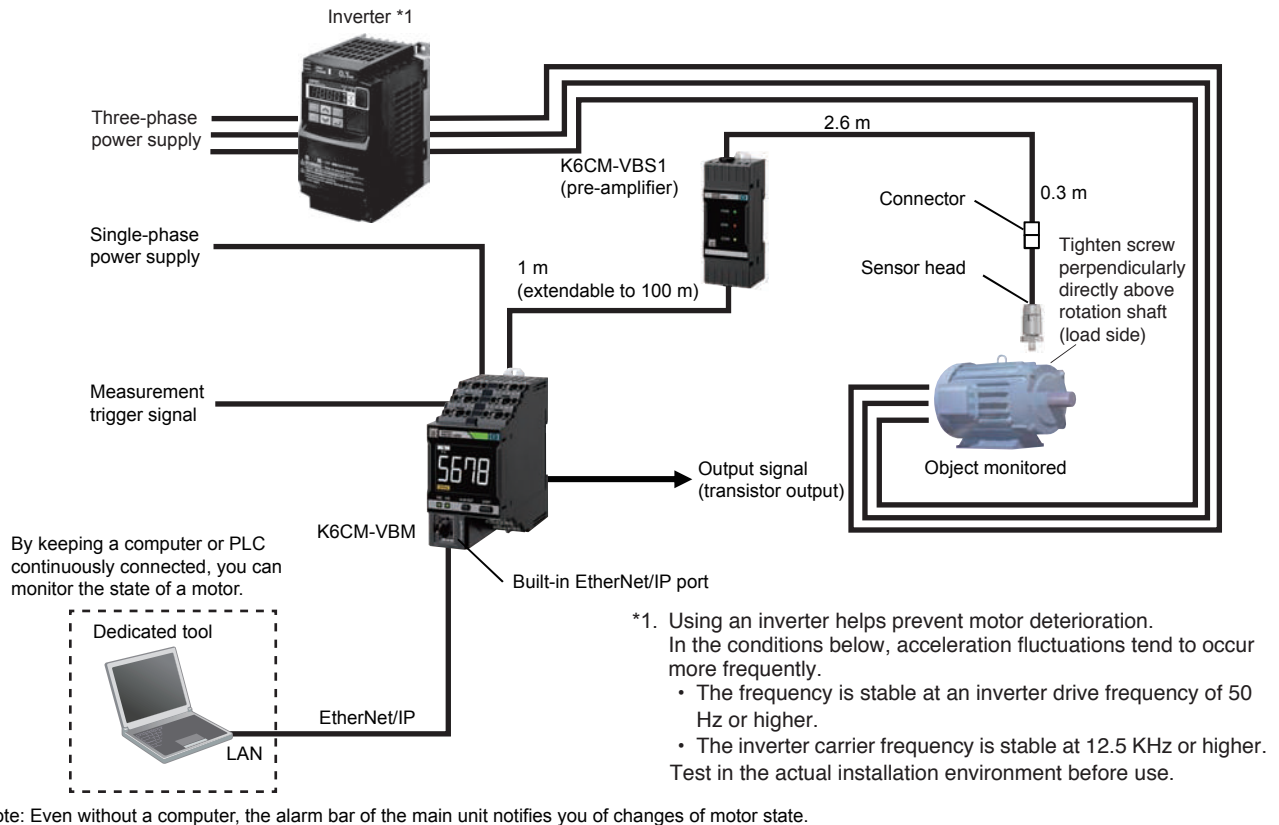 Inverter *1
Three-phase
power supply
2.6 m
K6CM-VBS1
(pre-amplifier)
Connector
0.3 m
Single-phase
power supply
Sensor head
Tighten screw
perpendicularly
directly above
rotation shaft
(load side)
1 m
(extendable to 100 m)
Measurement
trigger signal
5678
Output signal
(transistor output)
Object monitored
K6CM-VBM
By keeping a computer or PLC
continuously connected, you can
monitor the state of a motor.
Built-in EtherNet/IP port
Dedicated tool
EtherNet/IP
LAN
*1. Using an inverter helps prevent motor deterioration.
In the conditions below, acceleration fluctuations tend to occur
more frequently.
・ The frequency is stable at an inverter drive frequency of 50
Hz or higher.
・ The inverter carrier frequency is stable at 12.5 KHz or higher.
Test in the actual installation environment before use.
ote: Even without a computer, the alarm bar of the main unit notifies you of changes of motor state.